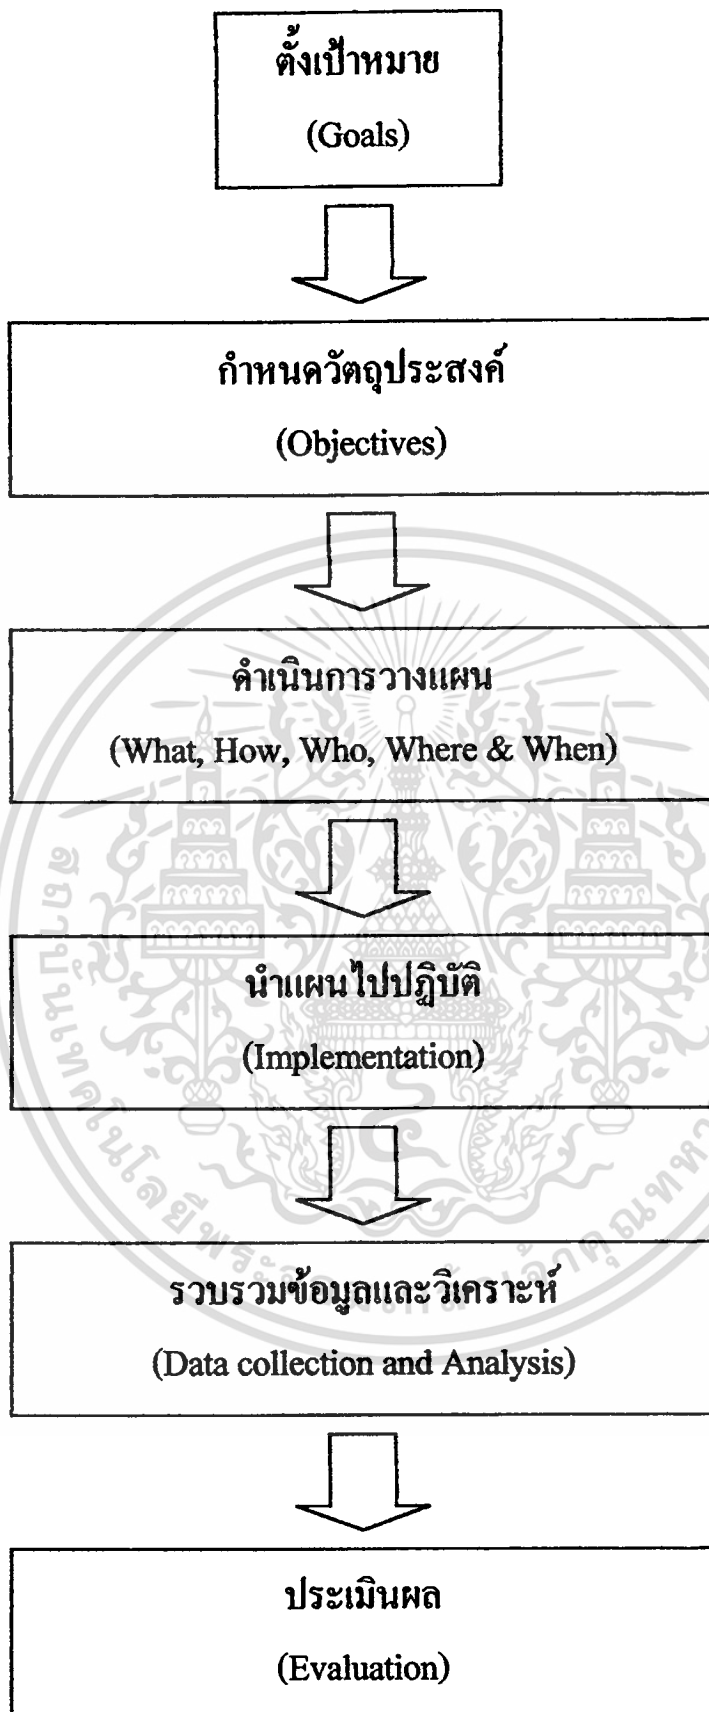 ตั้งเป้าหมาย
(Goals)
กำหนดวัตถุประสงค์
(Objectives)
ดำเนินการวางแผน
(What, How, Who, Where & When)
นำแผนไปปฏิบัติ
(Implementation)
รวบรวมข้อมูลและวิเคราะห์
(Data collection and Analysis)
ประเมินผล
(Evaluation)